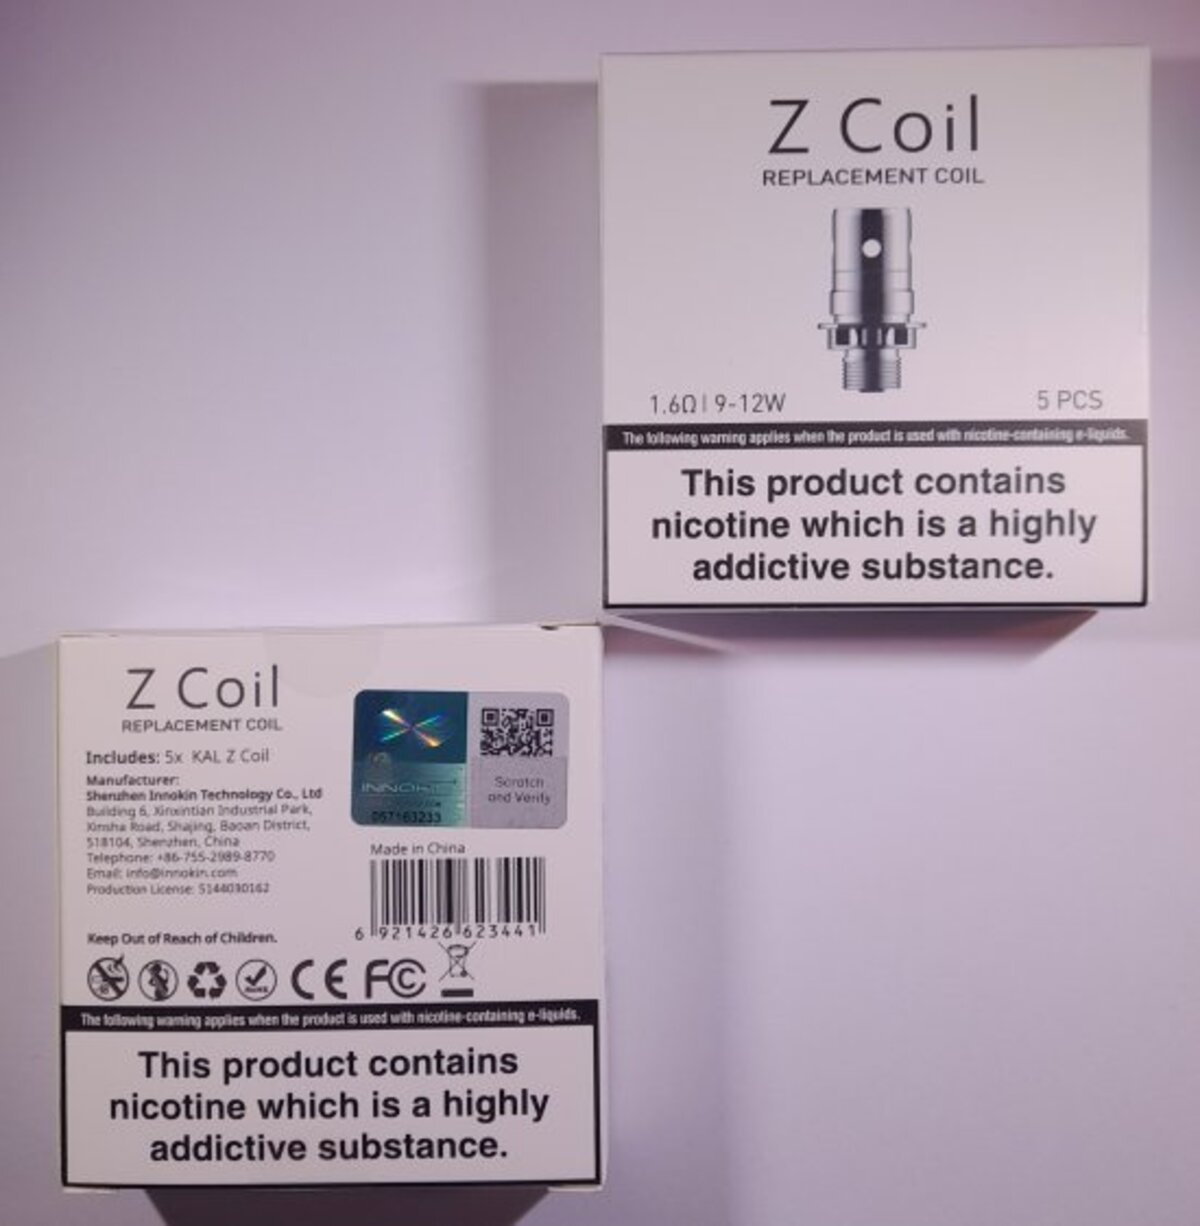 Z Coil
REPLACEMENT COIL
1.6Ω | 9-12W
5 PCS
The following warning applies when the product is used with nicotine-containing e-liquids.
This product contains
nicotine which is a highly
addictive substance.
Z Coil
REPLACEMENT COIL
Includes: 5x KAL Z Coil
Manufacturer:
Shenzhen Innokin Technology Co., Ltd
Building 6, Xinxintian Industrial Park,
Xinsha Road, Shajing, Baoan District,
518104, Shenzhen, China
Telephone: +86-755-2989-8770
Email: info@innokin.com
Production License: 5144030162
INNOKIN
057163233
Scratch
and Verify
Made in China
6 921426 623441
Keep Out of Reach of Children.
CE FC
The following warning applies when the product is used with nicotine-containing e-liquids.
This product contains
nicotine which is a highly
addictive substance.